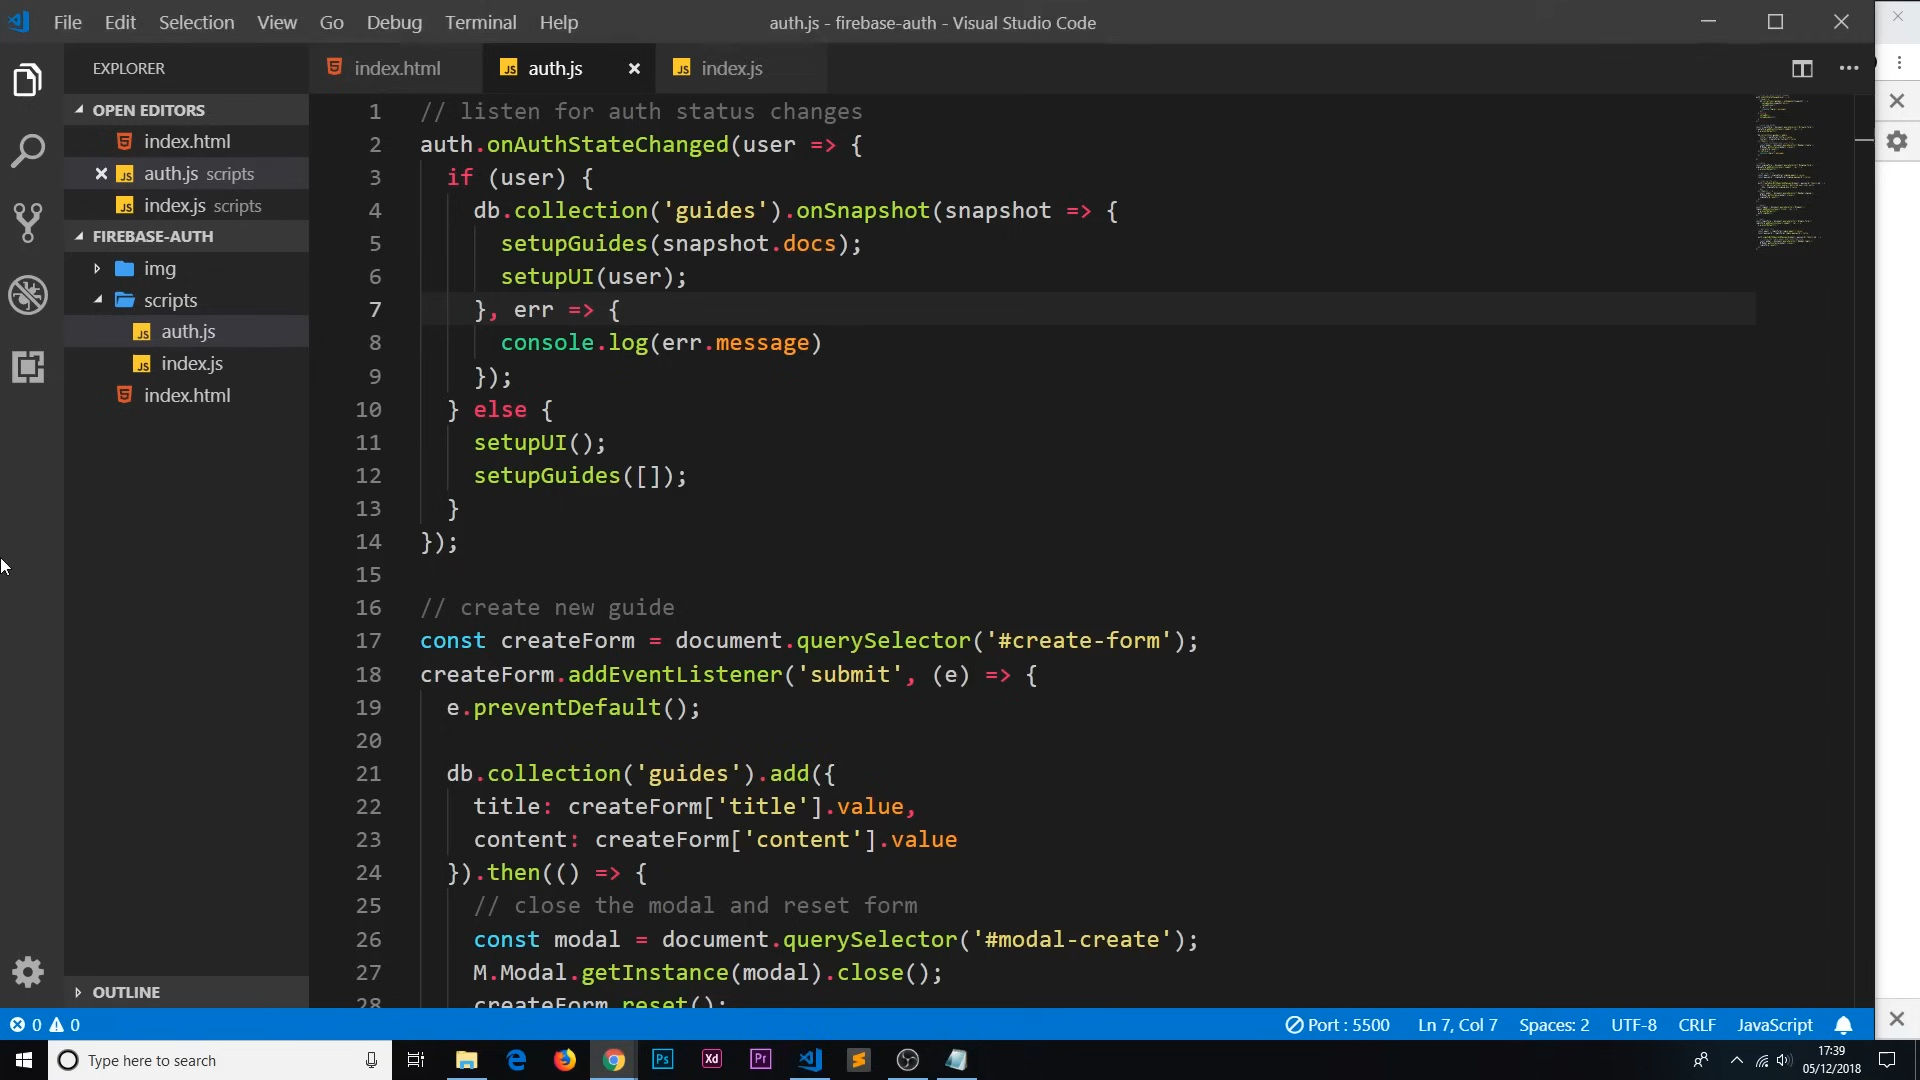 File Edit Selection View Go Debug Terminal Help
auth.js - firebase-auth - Visual Studio Code
EXPLORER
OPEN EDITORS
index.html
auth.js scripts
index.js scripts
FIREBASE-AUTH
img
scripts
auth.js
index.js
index.html
OUTLINE
index.html
auth.js
index.js
1 // listen for auth status changes
2 auth.onAuthStateChanged(user => {
3 if (user) {
4 db.collection('guides').onSnapshot(snapshot => {
5 setupGuides(snapshot.docs);
6 setupUI(user);
7 }, err => {
8 console.log(err.message)
9 });
10 } else {
11 setupUI();
12 setupGuides([]);
13 }
14 });
15
16 // create new guide
17 const createForm = document.querySelector('#create-form');
18 createForm.addEventListener('submit', (e) => {
19 e.preventDefault();
20
21 db.collection('guides').add({
22 title: createForm['title'].value,
23 content: createForm['content'].value
24 }).then(() => {
25 // close the modal and reset form
26 const modal = document.querySelector('#modal-create');
27 M.Modal.getInstance(modal).close();
28 createForm.reset();
0 0
Port : 5500 Ln 7, Col 7 Spaces: 2 UTF-8 CRLF JavaScript
Type here to search
Ps Xd Pr
17:39
05/12/2018